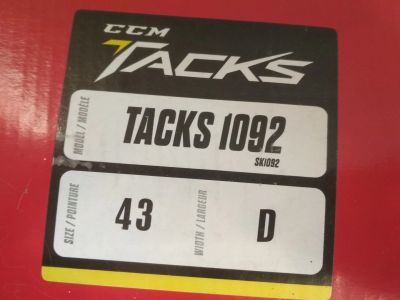 CCM
TACKS
MODEL / MODÈLE
TACKS 1092
SK1092
SIZE / POINTURE
43
WIDTH / LARGEUR
D